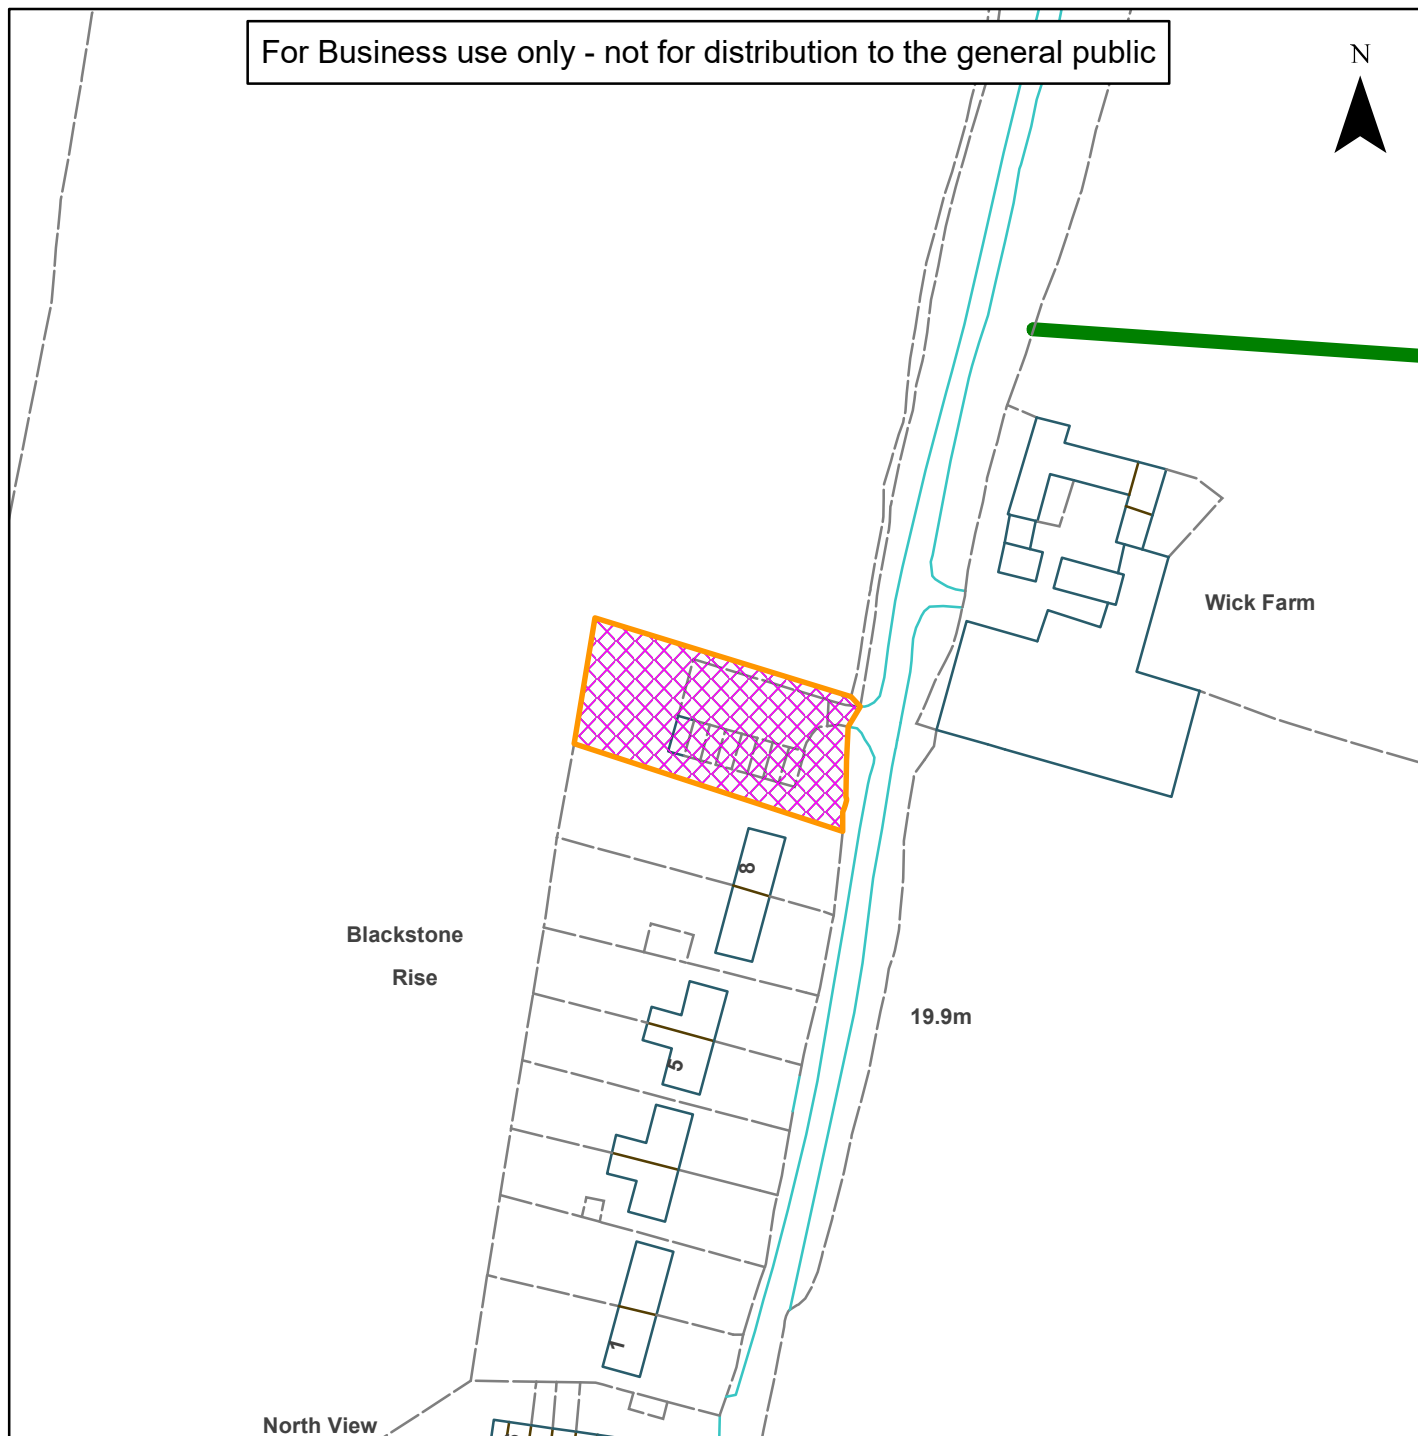 For Business use only - not for distribution to the general public
N
Wick Farm
8
Blackstone
Rise
19.9m
5
1
North View